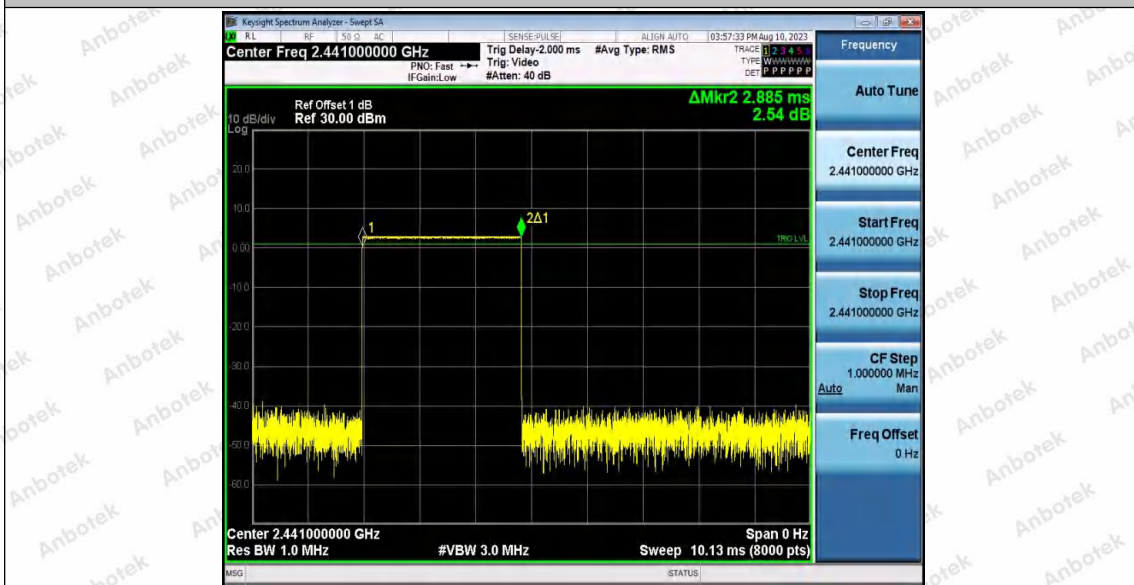 Keysight Spectrum Analyzer - Swept SA
RL RF 50 Ω AC SENSE:PULSE ALIGN AUTO 03:57:33 PM Aug 10, 2023
Center Freq 2.441000000 GHz
PNO: Fast
IFGain:Low
Trig Delay-2.000 ms
Trig: Video
#Atten: 40 dB
#Avg Type: RMS
TRACE 1 2 3 4 5 6
TYPE WWWWWW
DET P P P P P P
ΔMkr2 2.885 ms
2.54 dB
Ref Offset 1 dB
10 dB/div Ref 30.00 dBm
Log
20.0
10.0
0.00
-10.0
-20.0
-30.0
-40.0
-50.0
-60.0
1
2Δ1
TRIG LVL
Center 2.441000000 GHz Span 0 Hz
Res BW 1.0 MHz #VBW 3.0 MHz Sweep 10.13 ms (8000 pts)
MSG STATUS
Frequency
Auto Tune
Center Freq
2.441000000 GHz
Start Freq
2.441000000 GHz
Stop Freq
2.441000000 GHz
CF Step
1.000000 MHz
Auto Man
Freq Offset
0 Hz
Anbotek